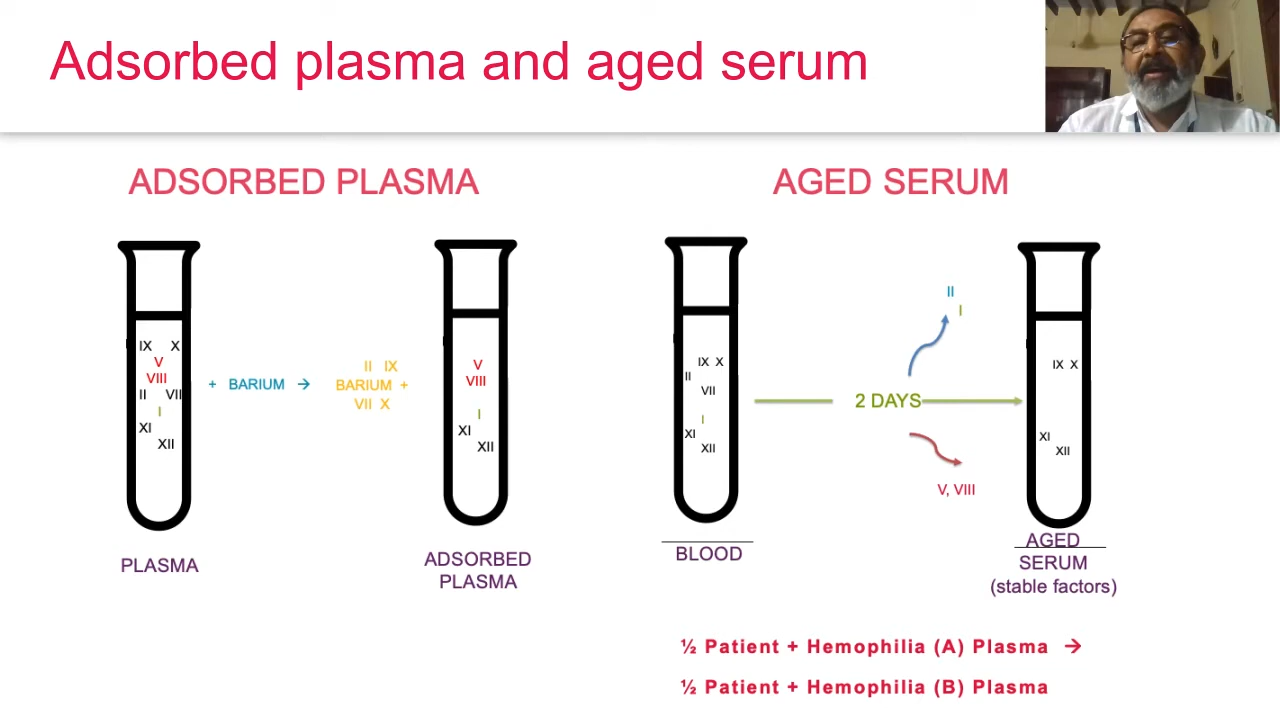 Adsorbed plasma and aged serum
ADSORBED PLASMA
IX X
V
VIII
II VII
I
XI
XII
PLASMA
+ BARIUM →
II IX
BARIUM +
VII X
V
VIII
I
XI
XII
ADSORBED
PLASMA
AGED SERUM
IX X
II
VII
I
XI
XII
BLOOD
2 DAYS
II
I
V, VIII
IX X
XI
XII
AGED
SERUM
(stable factors)
½ Patient + Hemophilia (A) Plasma →
½ Patient + Hemophilia (B) Plasma